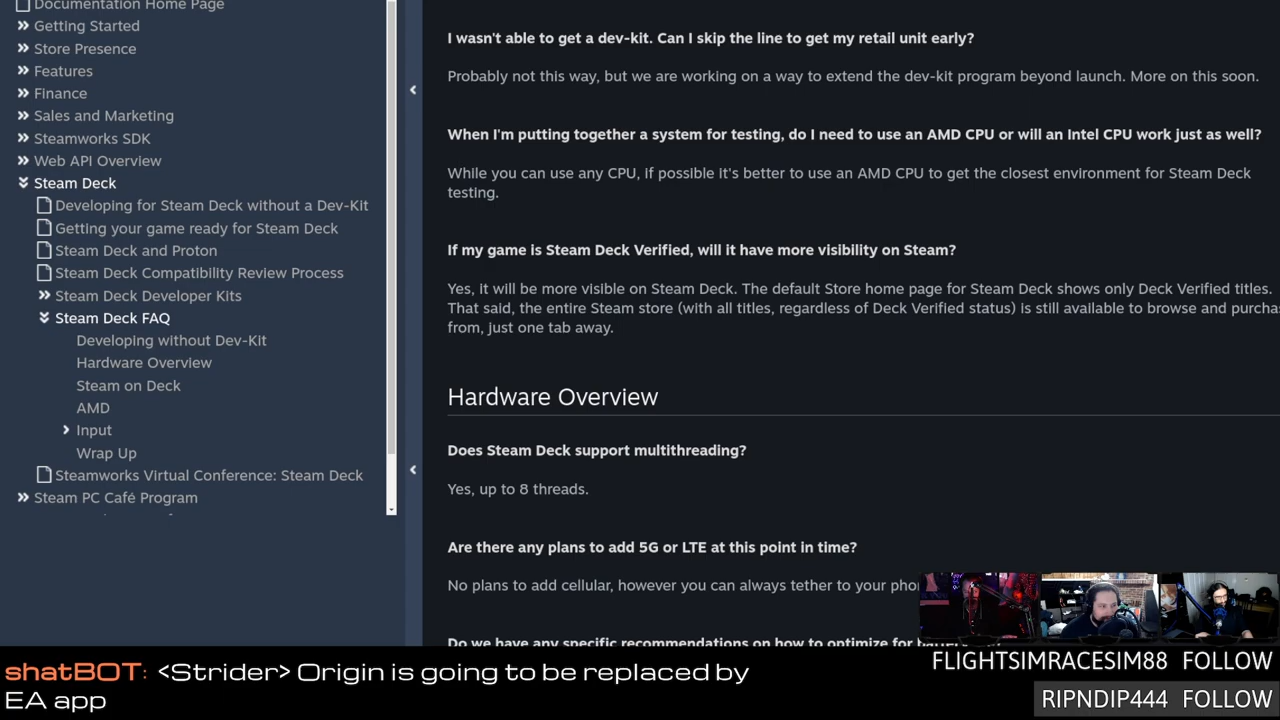 Documentation Home Page
Getting Started
Store Presence
Features
Finance
Sales and Marketing
Steamworks SDK
Web API Overview
Steam Deck
Developing for Steam Deck without a Dev-Kit
Getting your game ready for Steam Deck
Steam Deck and Proton
Steam Deck Compatibility Review Process
Steam Deck Developer Kits
Steam Deck FAQ
Developing without Dev-Kit
Hardware Overview
Steam on Deck
AMD
Input
Wrap Up
Steamworks Virtual Conference: Steam Deck
Steam PC Café Program
I wasn't able to get a dev-kit. Can I skip the line to get my retail unit early?
Probably not this way, but we are working on a way to extend the dev-kit program beyond launch. More on this soon.
When I'm putting together a system for testing, do I need to use an AMD CPU or will an Intel CPU work just as well?
While you can use any CPU, if possible it's better to use an AMD CPU to get the closest environment for Steam Deck
testing.
If my game is Steam Deck Verified, will it have more visibility on Steam?
Yes, it will be more visible on Steam Deck. The default Store home page for Steam Deck shows only Deck Verified titles.
That said, the entire Steam store (with all titles, regardless of Deck Verified status) is still available to browse and purcha
from, just one tab away.
Hardware Overview
Does Steam Deck support multithreading?
Yes, up to 8 threads.
Are there any plans to add 5G or LTE at this point in time?
No plans to add cellular, however you can always tether to your pho
Do we have any specific recommendations on how to optimize for
shatBOT: <Strider> Origin is going to be replaced by
EA app
FLIGHTSIMRACESIM88 FOLLOW
RIPNDIP444 FOLLOW